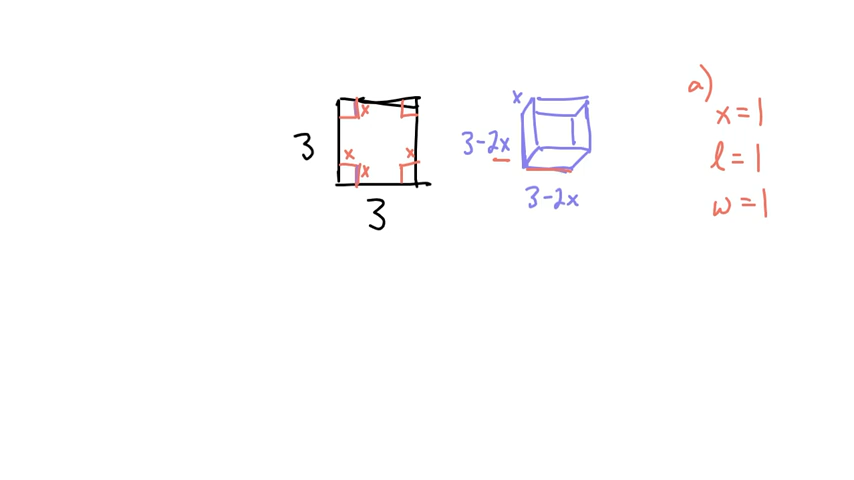 a)
x = 1
l = 1
w = 1
3
3
x
x
x
x
x
3-2x
3-2x